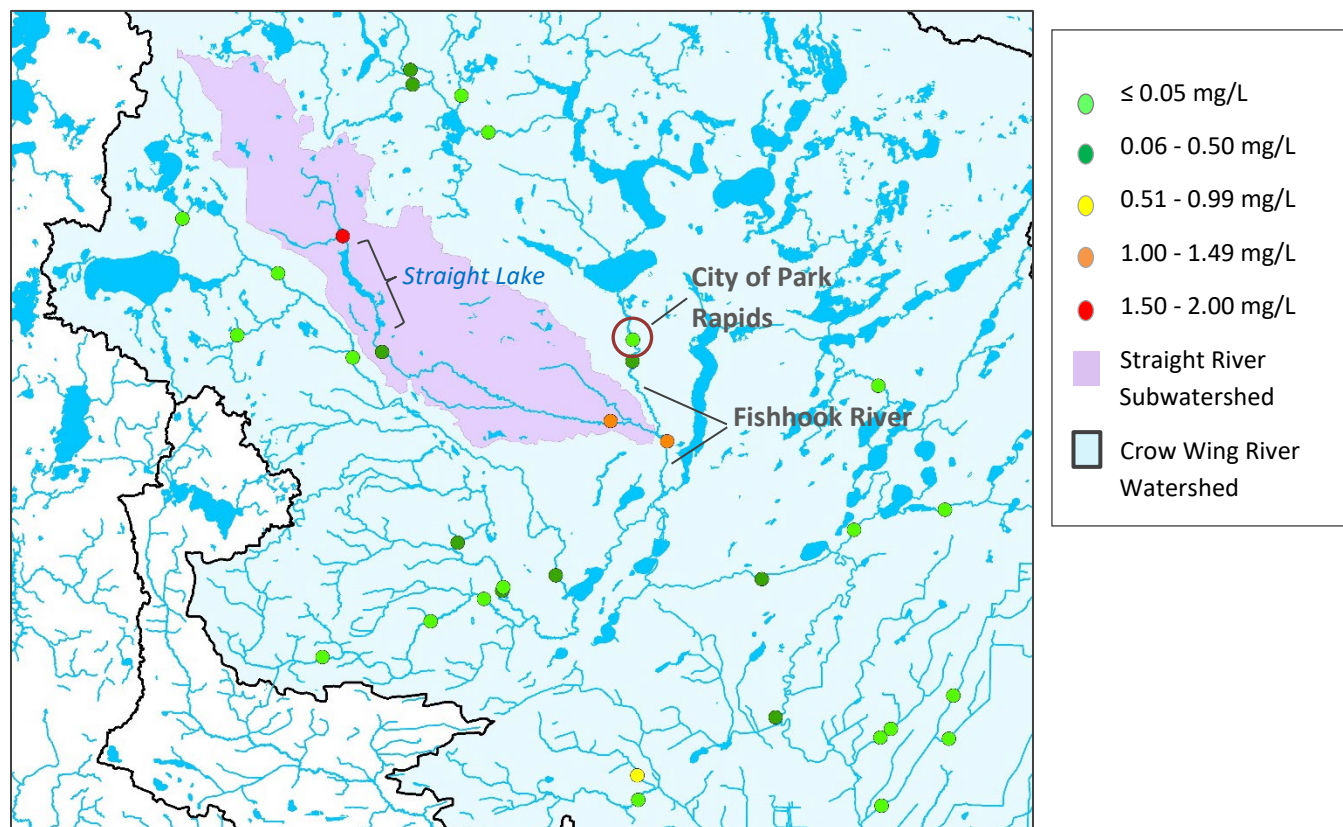 Straight Lake
City of Park
Rapids
Fishhook River
≤ 0.05 mg/L
0.06 - 0.50 mg/L
0.51 - 0.99 mg/L
1.00 - 1.49 mg/L
1.50 - 2.00 mg/L
Straight River
Subwatershed
Crow Wing River
Watershed